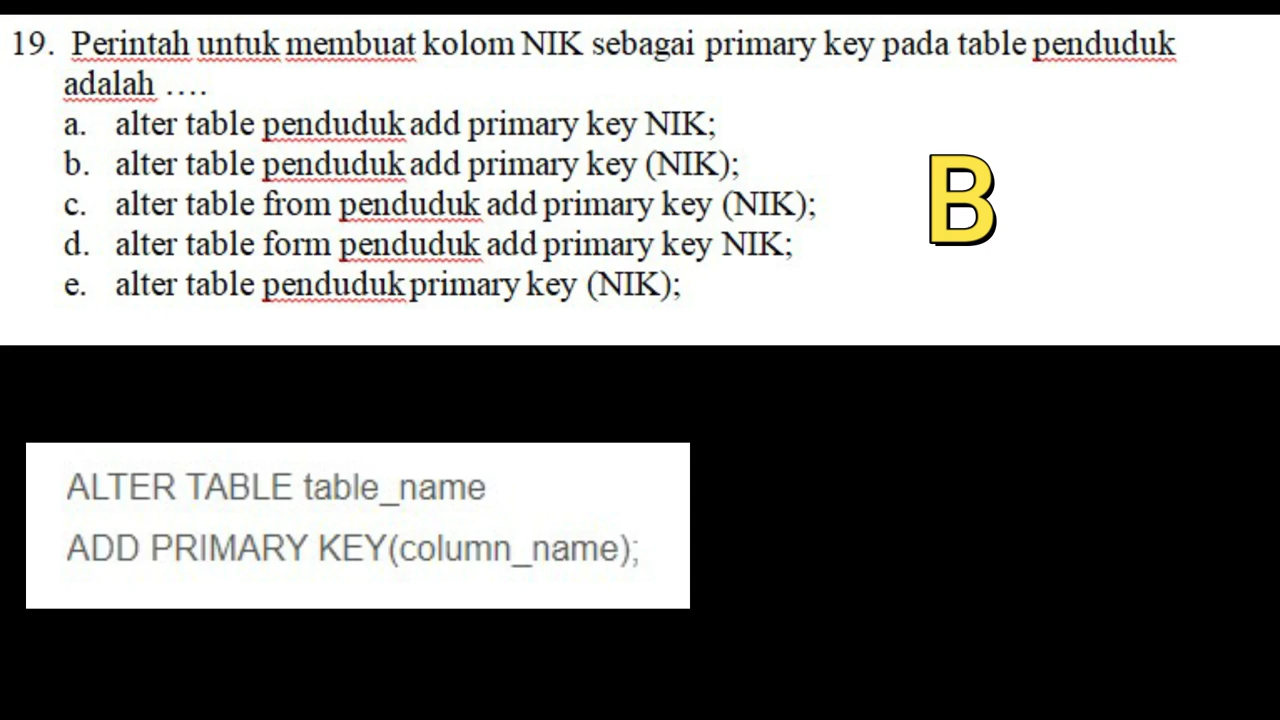 19. Perintah untuk membuat kolom NIK sebagai primary key pada table penduduk
adalah ….
a. alter table penduduk add primary key NIK;
b. alter table penduduk add primary key (NIK);
c. alter table from penduduk add primary key (NIK);
d. alter table form penduduk add primary key NIK;
e. alter table penduduk primary key (NIK);
B
ALTER TABLE table_name
ADD PRIMARY KEY(column_name);